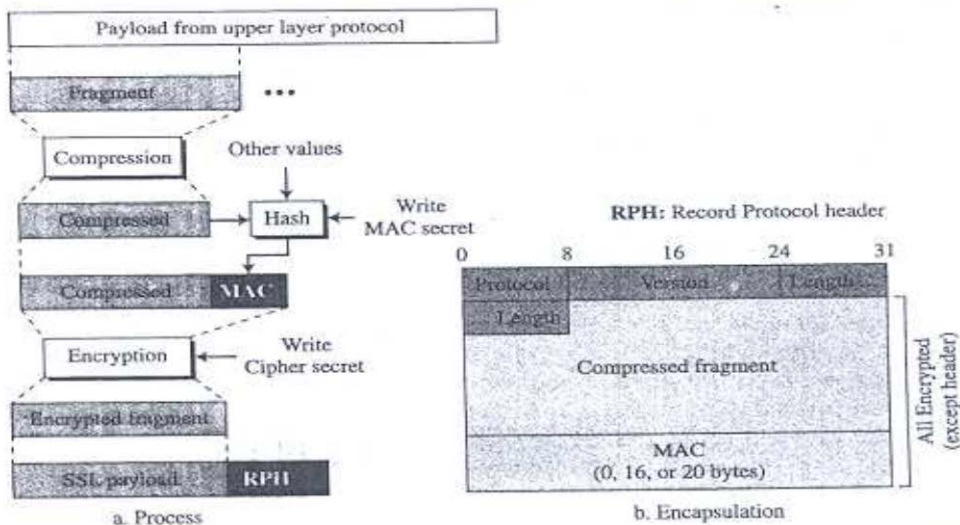 Payload from upper layer protocol
Fragment
•••
Compression
Other values
Compressed
Hash
Write
MAC secret
Compressed
MAC
Encryption
Write
Cipher secret
Encrypted fragment
SSL payload
RPH
a. Process
RPH: Record Protocol header
0 8 16 24 31
Protocol Version Length ...
... Length
Compressed fragment
MAC
(0, 16, or 20 bytes)
All Encrypted
(except header)
b. Encapsulation